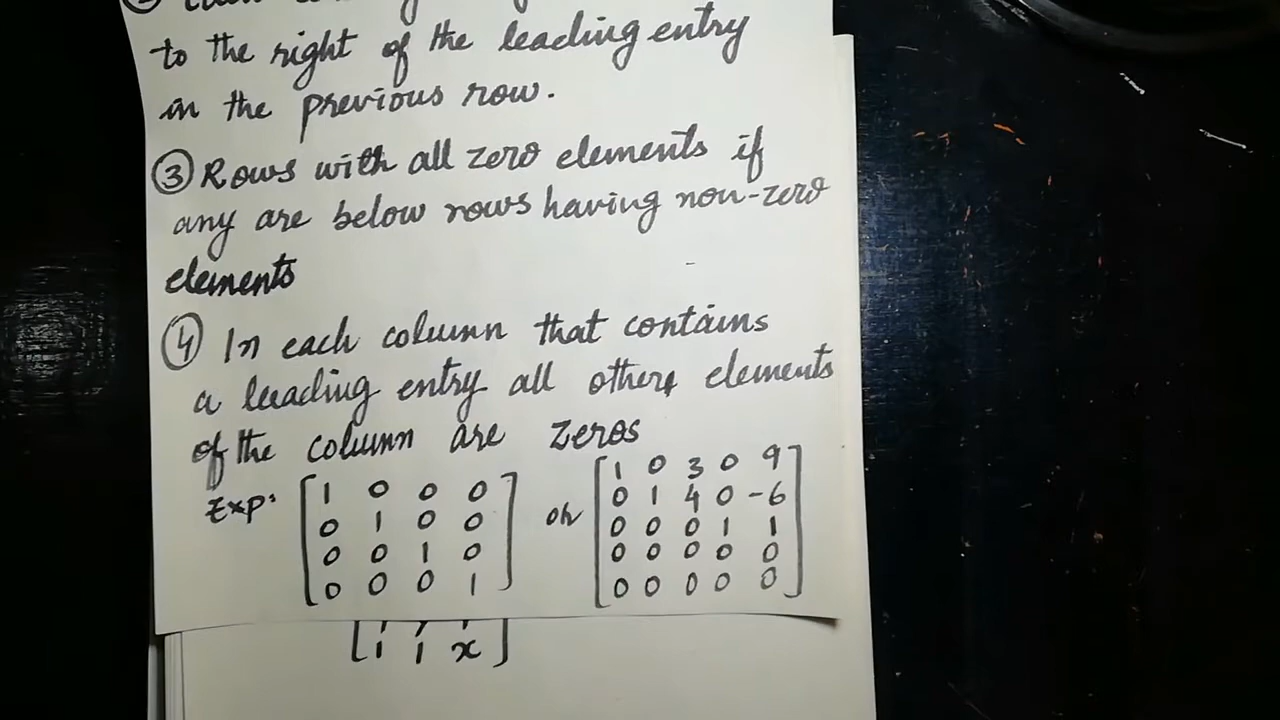 to the right of the leading entry
in the previous row.
③ Rows with all zero elements if
any are below rows having non-zero
elements
④ In each column that contains
a leading entry all other elements
of the column are zeros
Exp: [1 0 0 0 or [1 0 3 0 9
0 1 0 0 0 1 4 0 -6
0 0 1 0 0 0 0 1 1
0 0 0 1] 0 0 0 0 0
0 0 0 0 0]
[1 1 x]